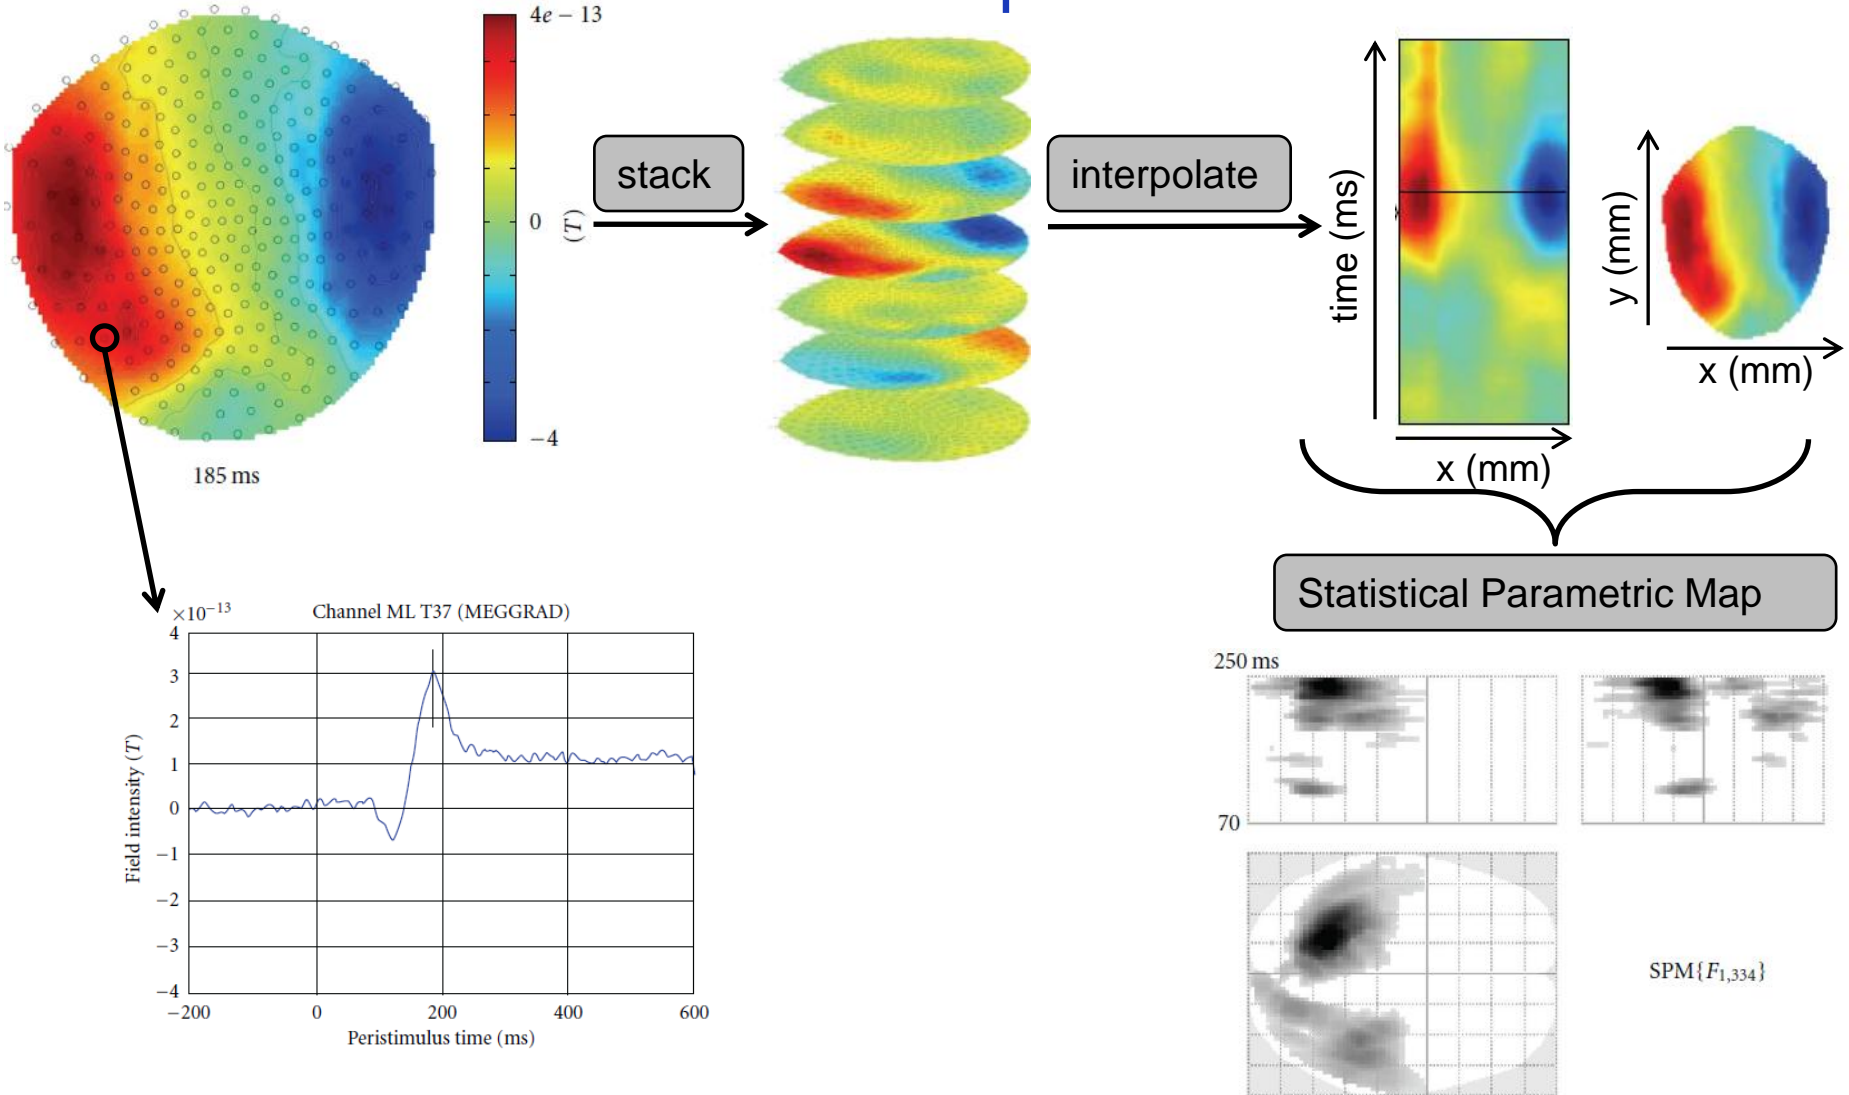 4e − 13
0
(T)
−4
185 ms
stack
interpolate
time (ms)
x (mm)
y (mm)
x (mm)
Statistical Parametric Map
×10−13
Channel ML T37 (MEGGRAD)
4
3
2
1
0
−1
−2
−3
−4
Field intensity (T)
−200
0
200
400
600
Peristimulus time (ms)
250 ms
70
SPM{F1,334}